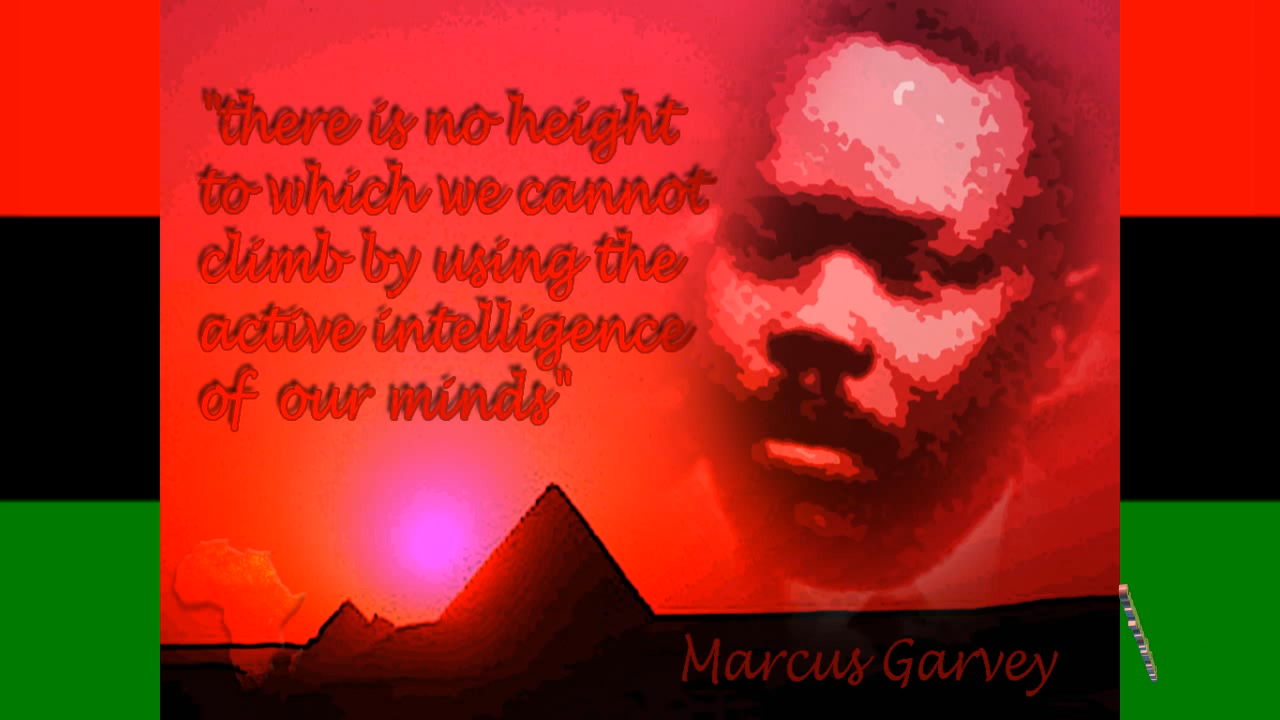 "there is no height
to which we cannot
climb by using the
active intelligence
of our minds"
Marcus Garvey